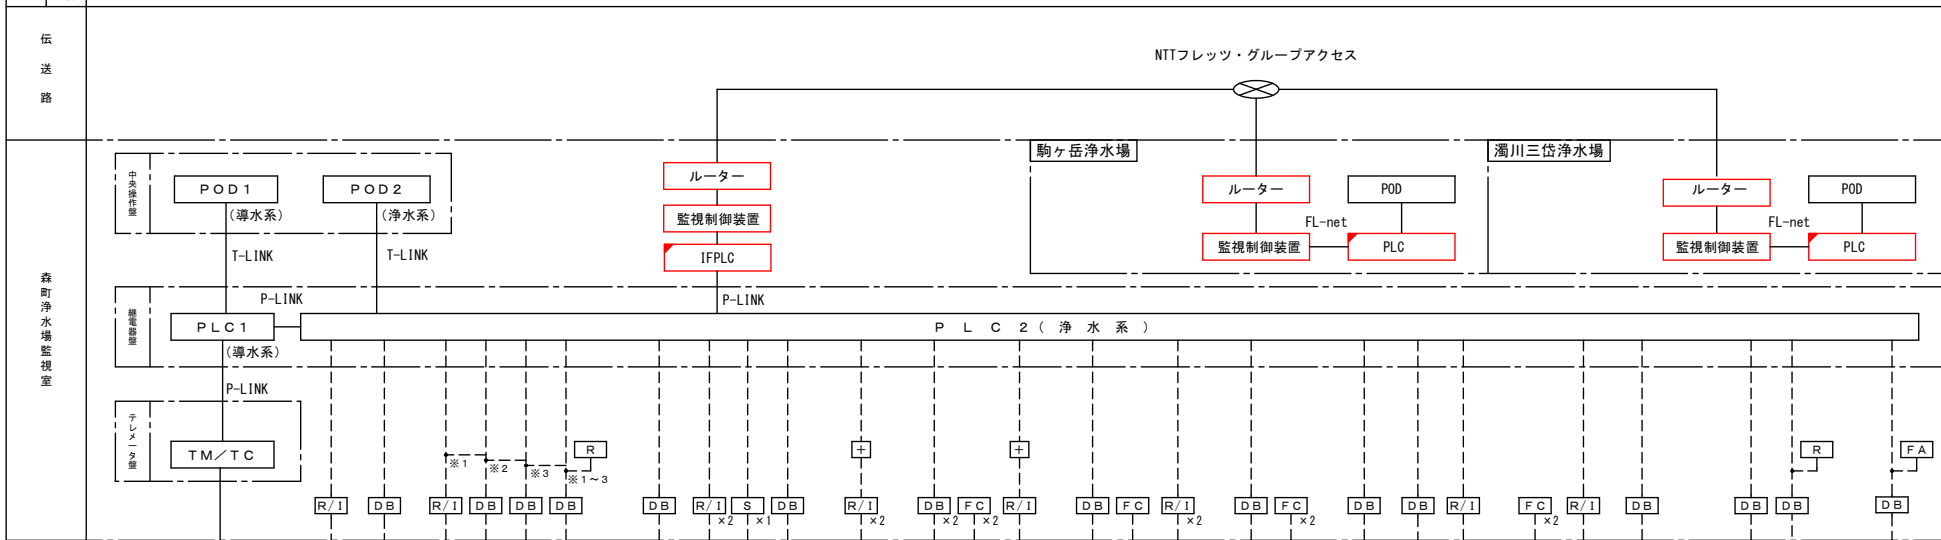 伝送路
NTTフレッツ・グループアクセス
森町浄水場監視室
中央操作盤
POD1
(導水系)
POD2
(浄水系)
T-LINK
T-LINK
ルーター
監視制御装置
IFPLC
駒ヶ岳浄水場
ルーター
POD
FL-net
監視制御装置
PLC
濁川三岱浄水場
ルーター
POD
FL-net
監視制御装置
PLC
P-LINK
P-LINK
継電器盤
PLC1
(導水系)
PLC2(浄水系)
P-LINK
テレメータ盤
TM/TC
※1
※2
※3
※1~3
R
+
+
R
FA
R/I
DB
R/I
DB
DB
DB
DB
R/I
×2
S
×1
DB
R/I
×2
DB
×2
FC
×2
R/I
DB
FC
R/I
×2
DB
FC
×2
DB
DB
R/I
FC
×2
R/I
DB
DB
DB
DB